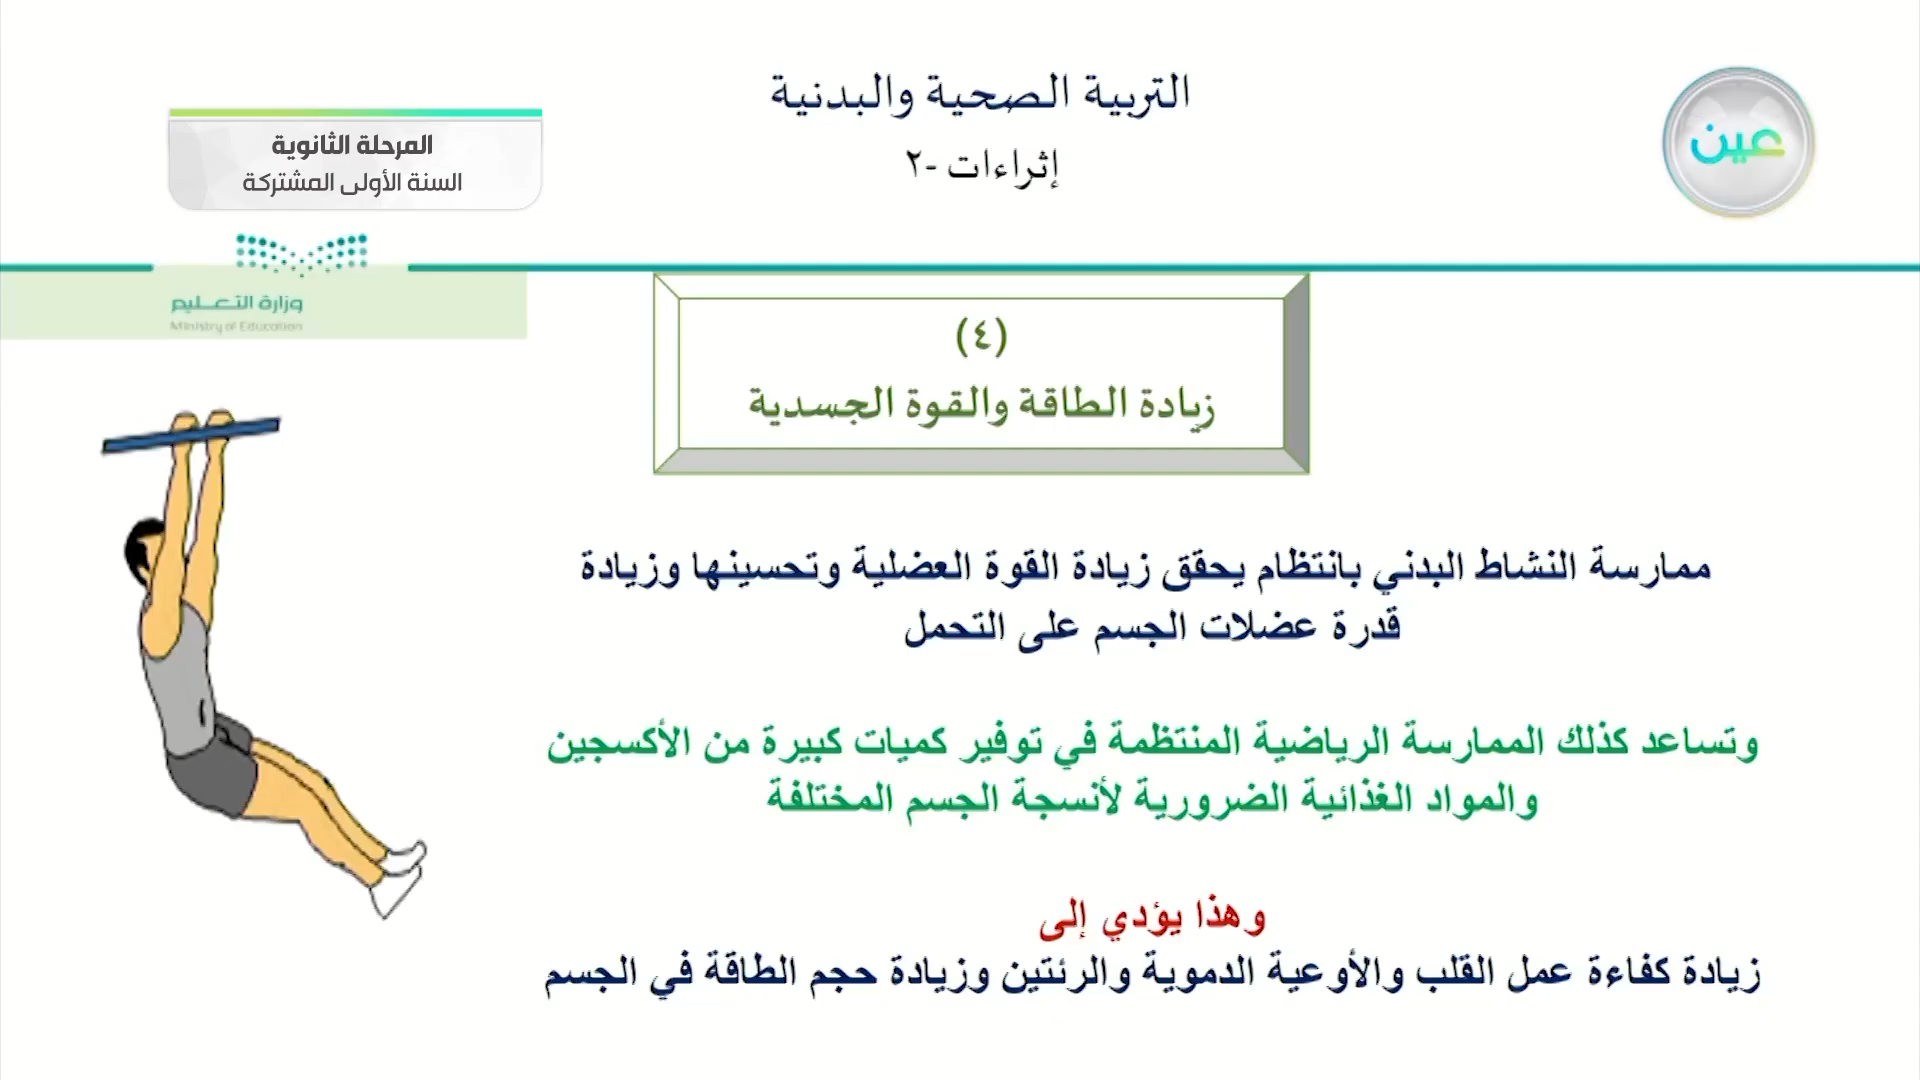 التربية الصحية والبدنية
إثراءات -٢
عين
المرحلة الثانوية
السنة الأولى المشتركة
وزارة التعليم
Ministry of Education
(٤)
زيادة الطاقة والقوة الجسدية
ممارسة النشاط البدني بانتظام يحقق زيادة القوة العضلية وتحسينها وزيادة
قدرة عضلات الجسم على التحمل
وتساعد كذلك الممارسة الرياضية المنتظمة في توفير كميات كبيرة من الأكسجين
والمواد الغذائية الضرورية لأنسجة الجسم المختلفة
وهذا يؤدي إلى
زيادة كفاءة عمل القلب والأوعية الدموية والرئتين وزيادة حجم الطاقة في الجسم